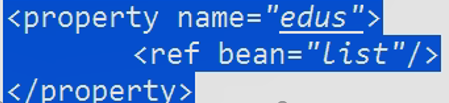 <property name="edus">
<ref bean="list"/>
</property>